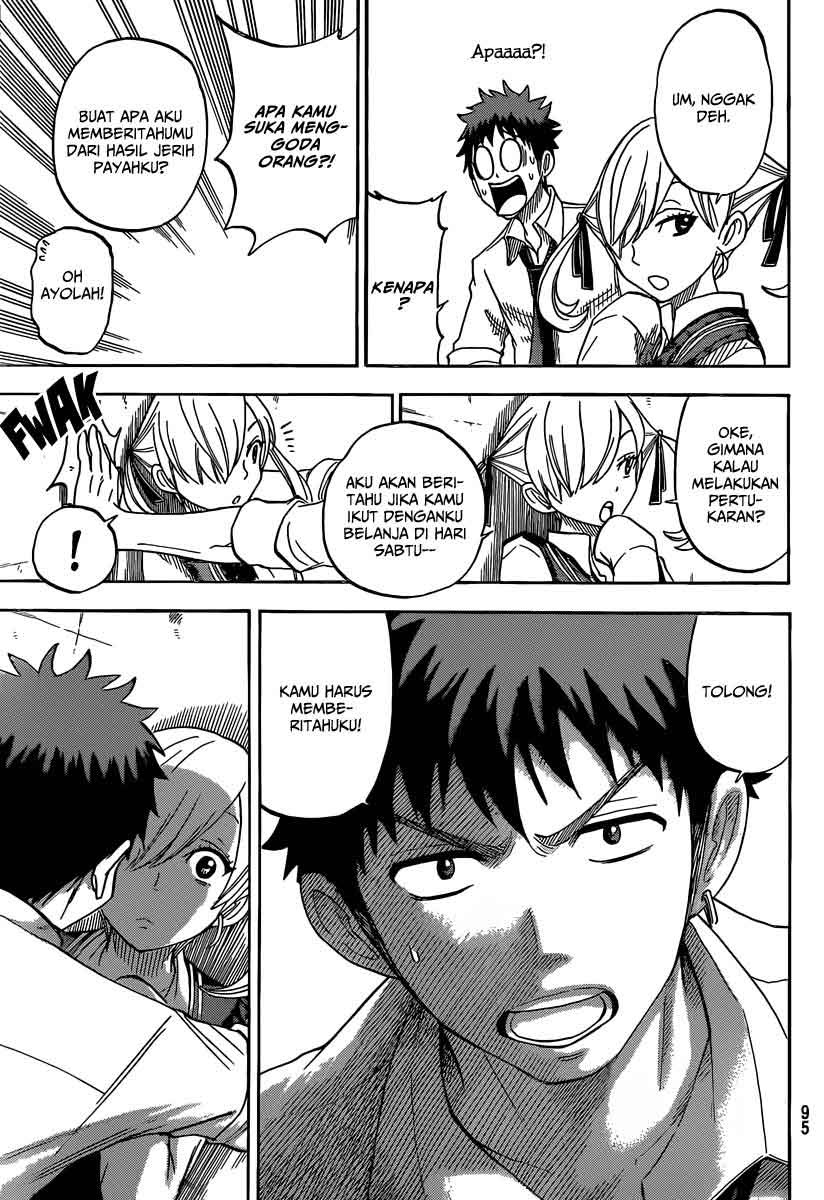 UM, NGGAK
DEH.
Apaaaa?!
KENAPA
?
APA KAMU
SUKA MENG-
GODA
ORANG?!
BUAT APA AKU
MEMBERITAHUMU
DARI HASIL JERIH
PAYAHKU?
OH
AYOLAH!
OKE,
GIMANA
KALAU
MELAKUKAN
PERTU-
KARAN?
AKU AKAN BERI-
TAHU JIKA KAMU
IKUT DENGANKU
BELANJA DI HARI
SABTU--
FWAK
!
TOLONG!
KAMU HARUS
MEMBE-
RITAHUKU!
95